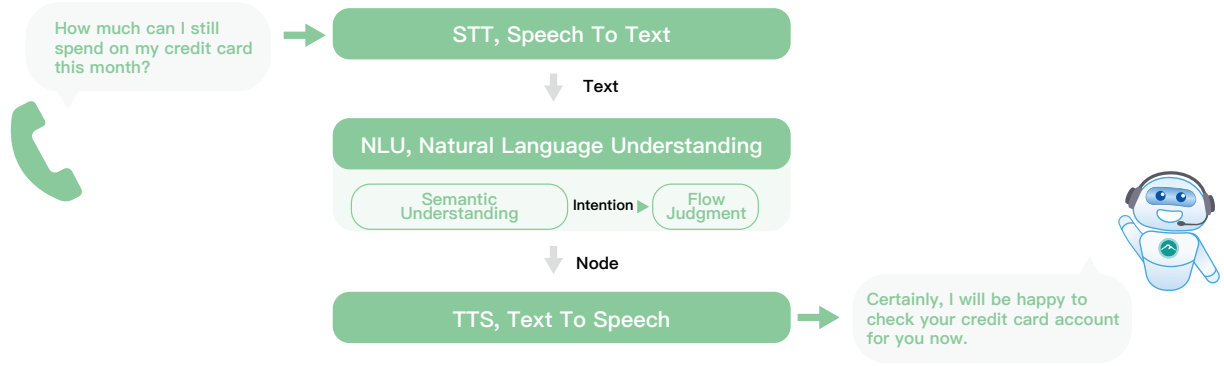 How much can I still
spend on my credit card
this month?
STT, Speech To Text
Text
NLU, Natural Language Understanding
Semantic
Understanding
Intention
Flow
Judgment
Node
TTS, Text To Speech
Certainly, I will be happy to
check your credit card account
for you now.